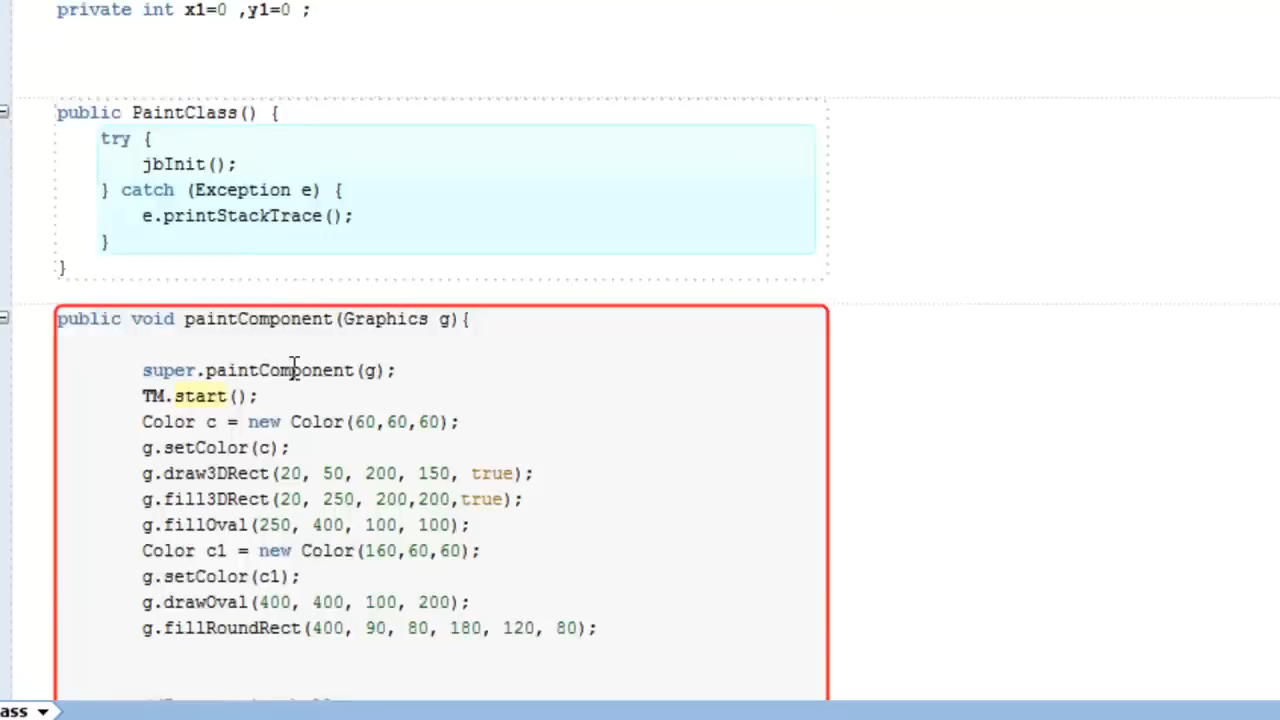 private int x1=0 ,y1=0 ;
public PaintClass() {
try {
jbInit();
} catch (Exception e) {
e.printStackTrace();
}
}
public void paintComponent(Graphics g){
super.paintComponent(g);
TM.start();
Color c = new Color(60,60,60);
g.setColor(c);
g.draw3DRect(20, 50, 200, 150, true);
g.fill3DRect(20, 250, 200,200,true);
g.fillOval(250, 400, 100, 100);
Color c1 = new Color(160,60,60);
g.setColor(c1);
g.drawOval(400, 400, 100, 200);
g.fillRoundRect(400, 90, 80, 180, 120, 80);
ass